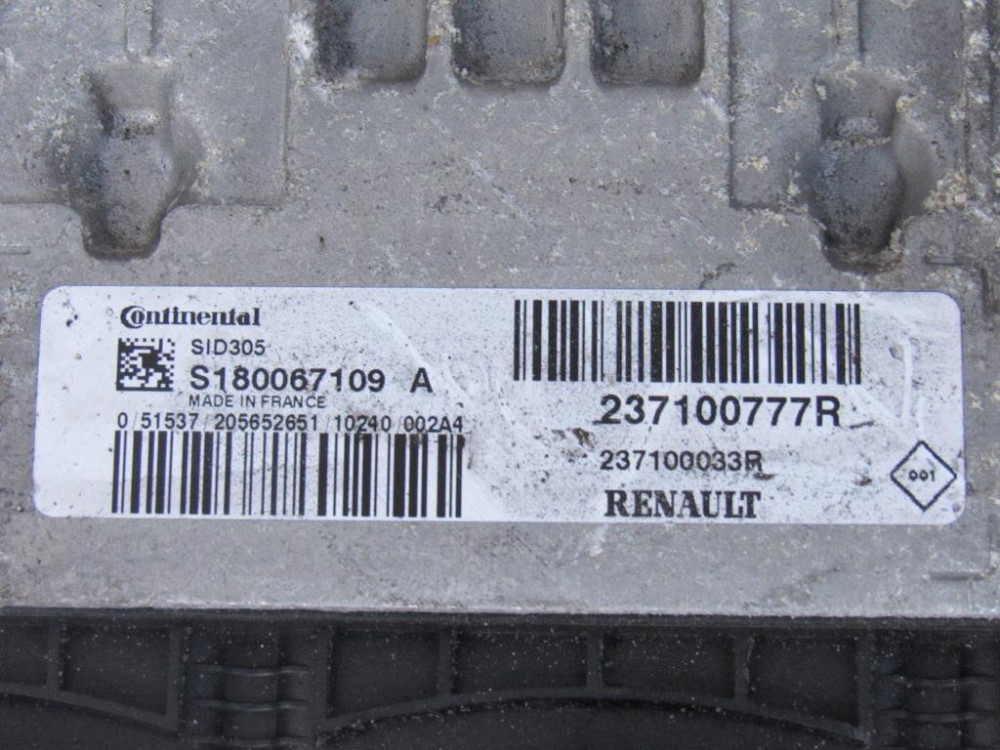 Continental
SID305
S180067109 A
MADE IN FRANCE
0/51537/205652651/10240 002A4
237100777R
237100033R
RENAULT
001